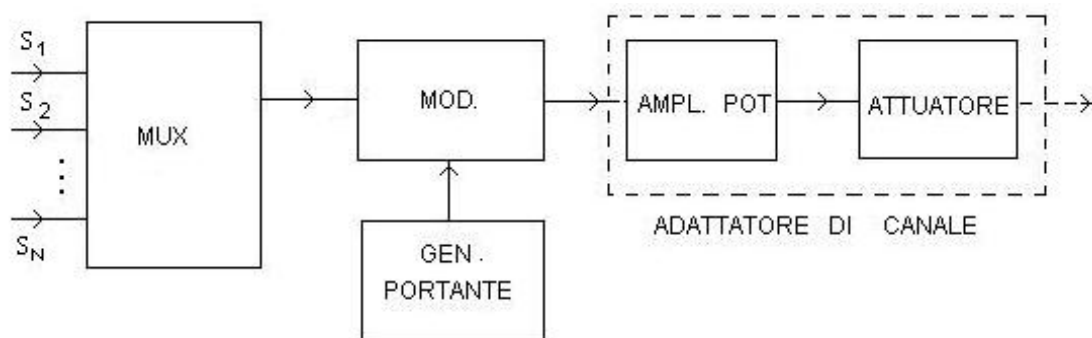 S1
S2
MUX
SN
MOD.
GEN.
PORTANTE
AMPL. POT
ATTUATORE
ADATTATORE DI CANALE